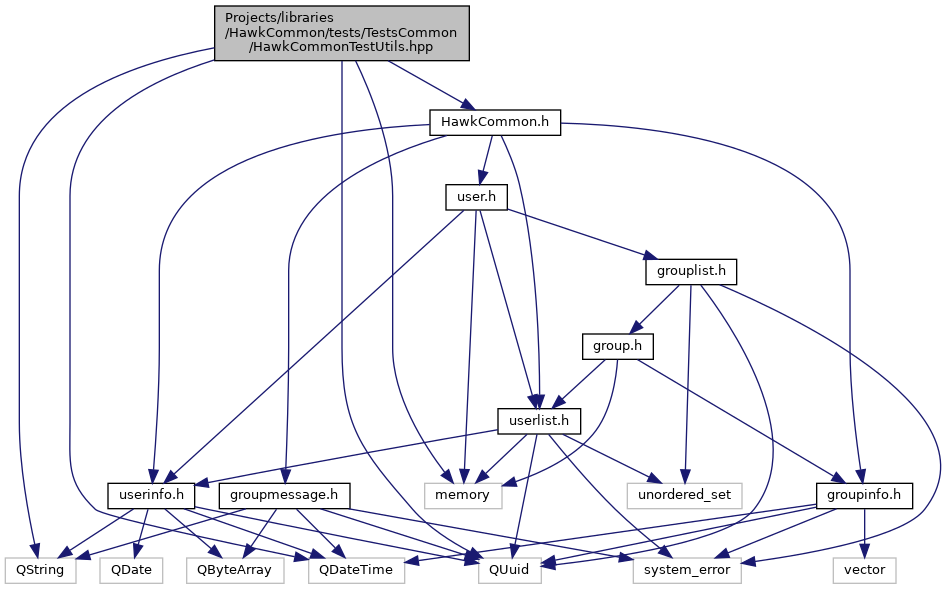 Projects/libraries
/HawkCommon/tests/TestsCommon
/HawkCommonTestUtils.hpp
HawkCommon.h
user.h
grouplist.h
group.h
userlist.h
userinfo.h
groupmessage.h
memory
unordered_set
groupinfo.h
QString
QDate
QByteArray
QDateTime
QUuid
system_error
vector